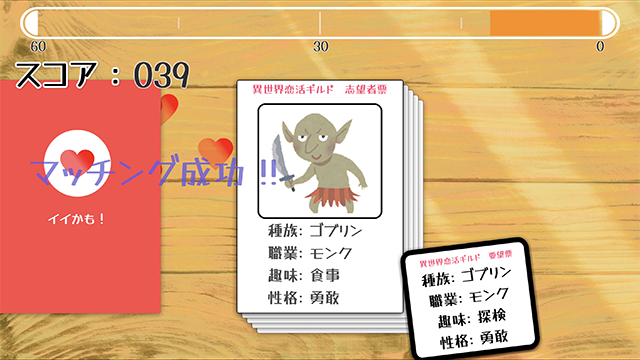 60
30
0
スコア：039
異世界恋活ギルド 志望者票
マッチング成功!!
イイかも！
種族: ゴブリン
職業: モンク
趣味: 食事
性格: 勇敢
異世界恋活ギルド 要望票
種族: ゴブリン
職業: モンク
趣味: 探検
性格: 勇敢